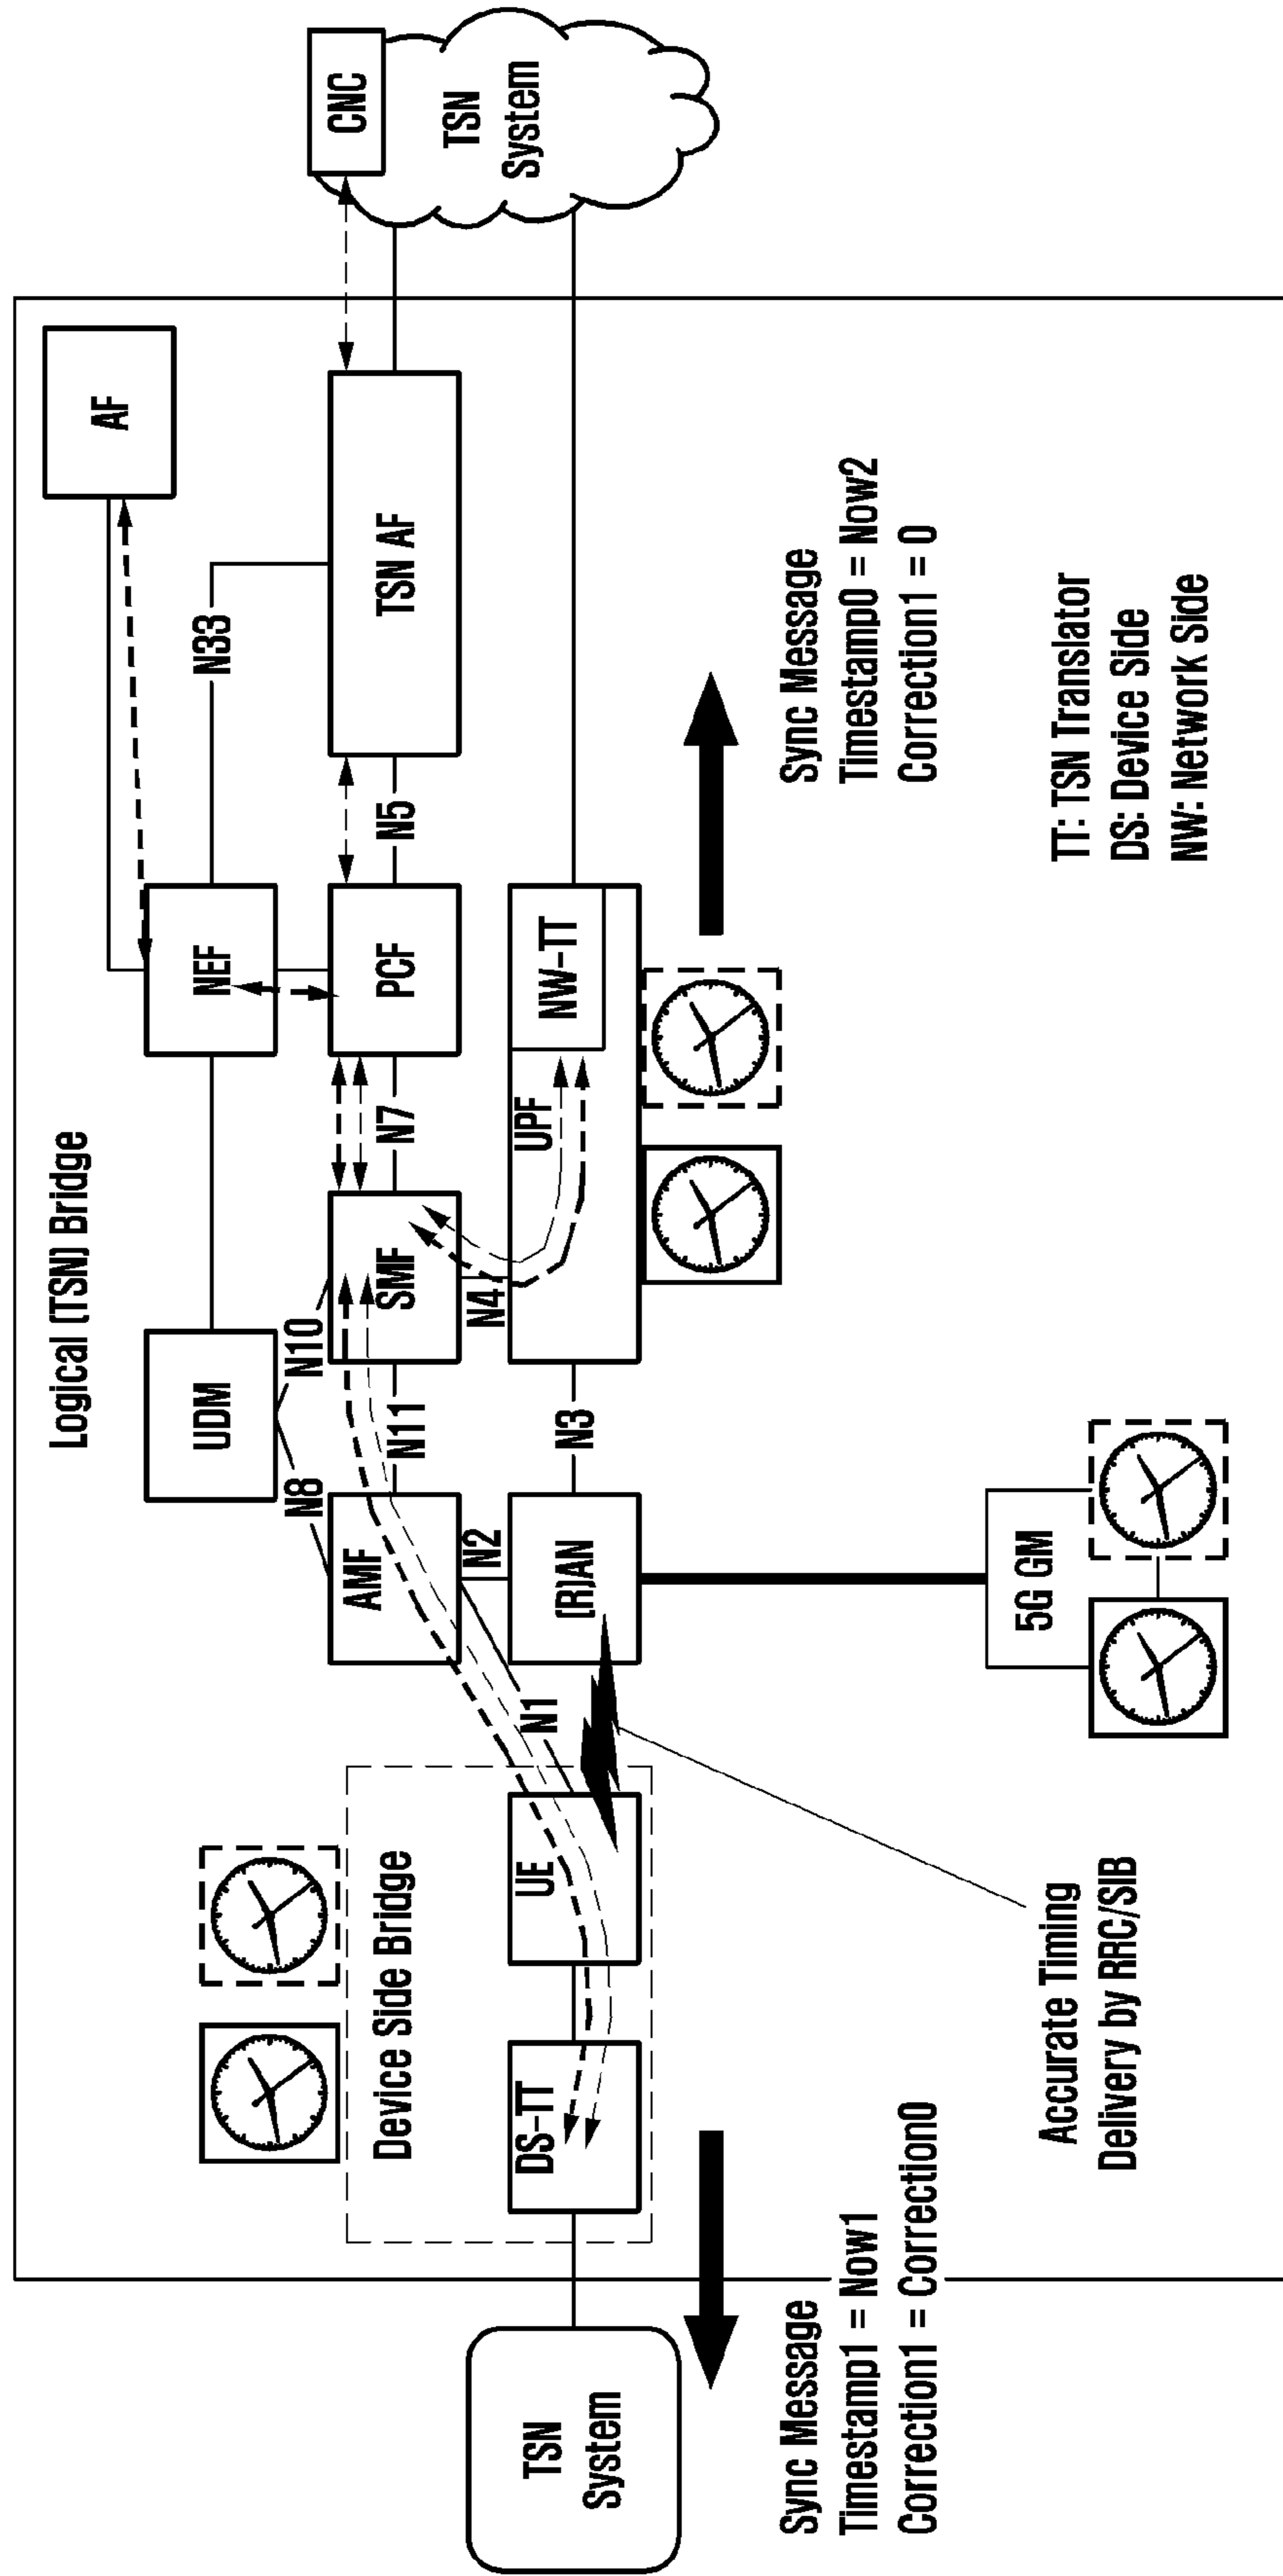 Logical (TSN) Bridge
AF
UDM
NEF
N33
N8
N10
CNC
TSN
System
Device Side Bridge
AMF
N11
SMF
N7
PCF
N5
TSN AF
N2
N4
TSN
System
DS-TT
UE
N1
(R)AN
N3
UPF
NW-TT
Sync Message
Timestamp1 = Now1
Correction1 = Correction0
Sync Message
Timestamp0 = Now2
Correction1 = 0
5G GM
Accurate Timing
Delivery by RRC/SIB
TT: TSN Translator
DS: Device Side
NW: Network Side